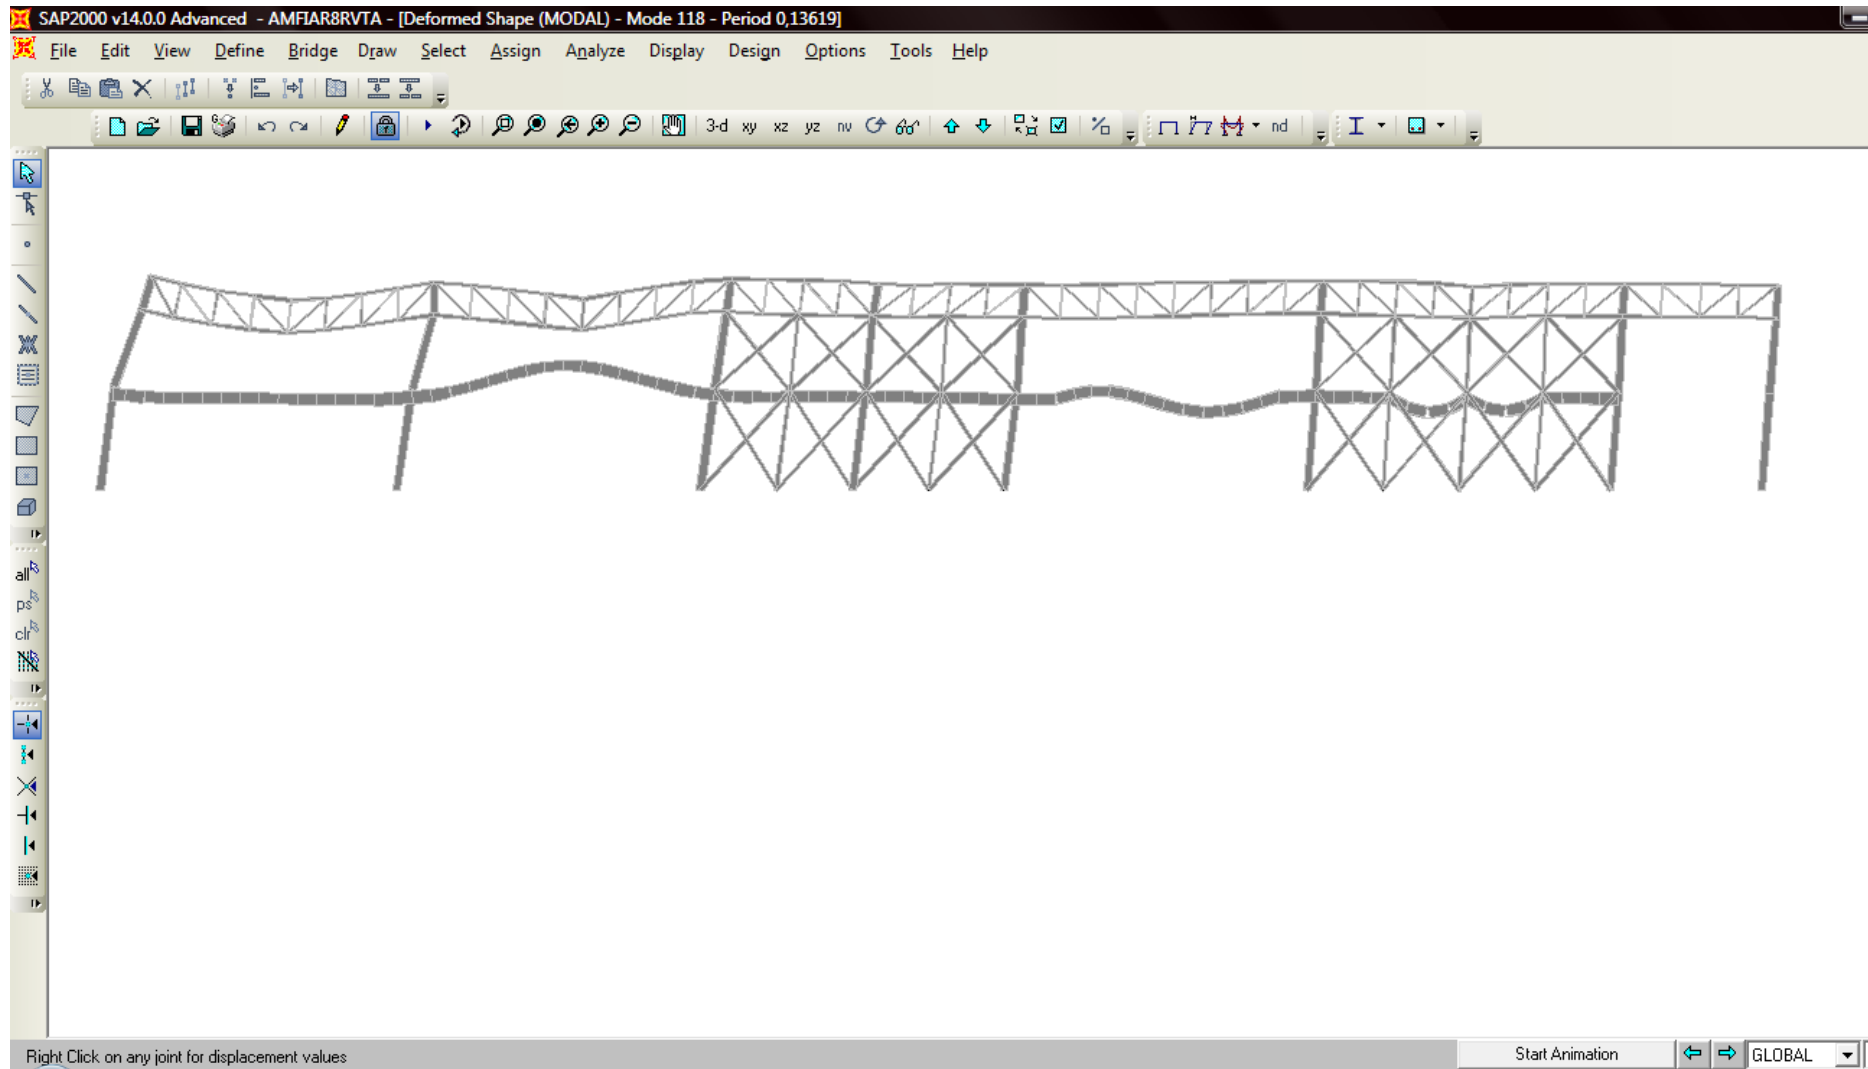 SAP2000 v14.0.0 Advanced - AMFIAR8RVTA - [Deformed Shape (MODAL) - Mode 118 - Period 0,13619]
File Edit View Define Bridge Draw Select Assign Analyze Display Design Options Tools Help
3-d xy xz yz nv nd
all
ps
clr
Right Click on any joint for displacement values
Start Animation
GLOBAL